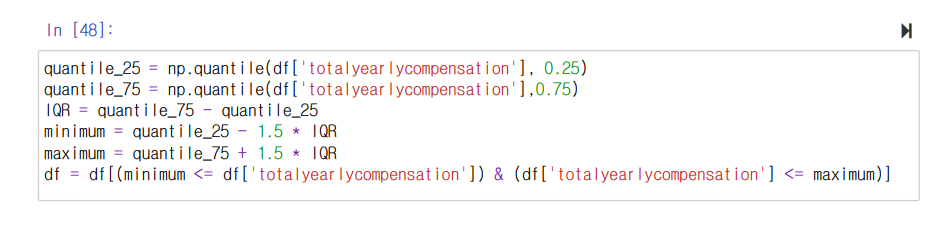 In [48]:
quantile_25 = np.quantile(df['totalyearlycompensation'], 0.25)
quantile_75 = np.quantile(df['totalyearlycompensation'],0.75)
IQR = quantile_75 - quantile_25
minimum = quantile_25 - 1.5 * IQR
maximum = quantile_75 + 1.5 * IQR
df = df[(minimum <= df['totalyearlycompensation']) & (df['totalyearlycompensation'] <= maximum)]